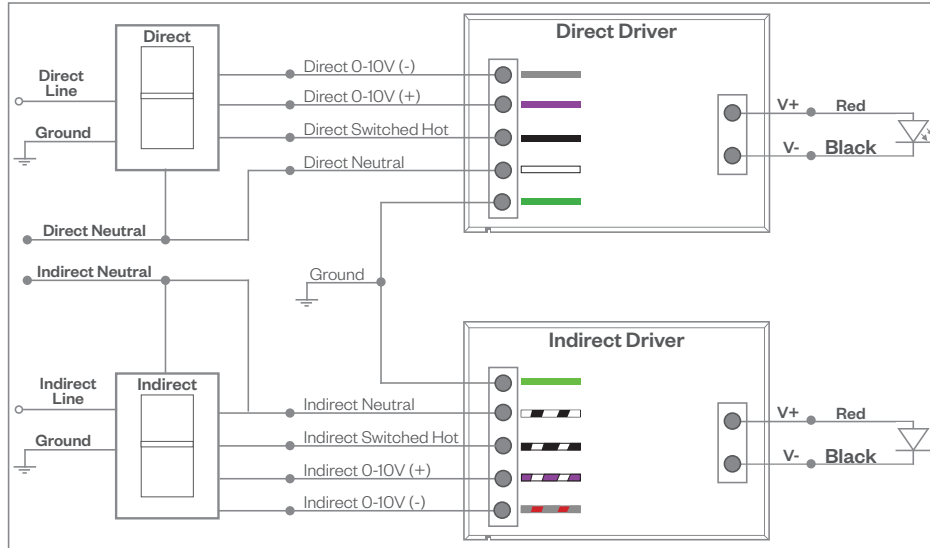 Direct
Direct
Line
Ground
Direct 0-10V (-)
Direct 0-10V (+)
Direct Switched Hot
Direct Neutral
Direct Driver
V+
Red
V-
Black
Direct Neutral
Indirect Neutral
Ground
Indirect
Indirect
Line
Ground
Indirect Neutral
Indirect Switched Hot
Indirect 0-10V (+)
Indirect 0-10V (-)
Indirect Driver
V+
Red
V-
Black